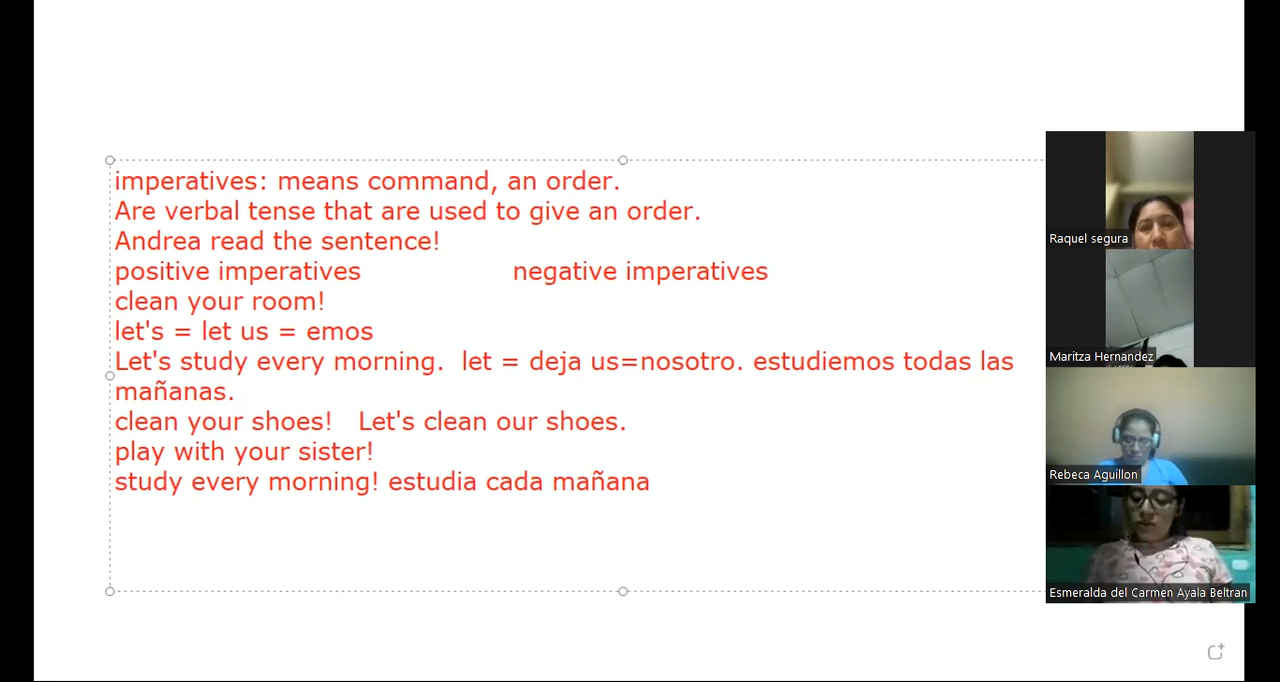 imperatives: means command, an order.
Are verbal tense that are used to give an order.
Andrea read the sentence!
positive imperatives negative imperatives
clean your room!
let's = let us = emos
Let's study every morning. let = deja us=nosotro. estudiemos todas las
mañanas.
clean your shoes! Let's clean our shoes.
play with your sister!
study every morning! estudia cada mañana
Raquel segura
Maritza Hernandez
Rebeca Aguillon
Esmeralda del Carmen Ayala Beltran